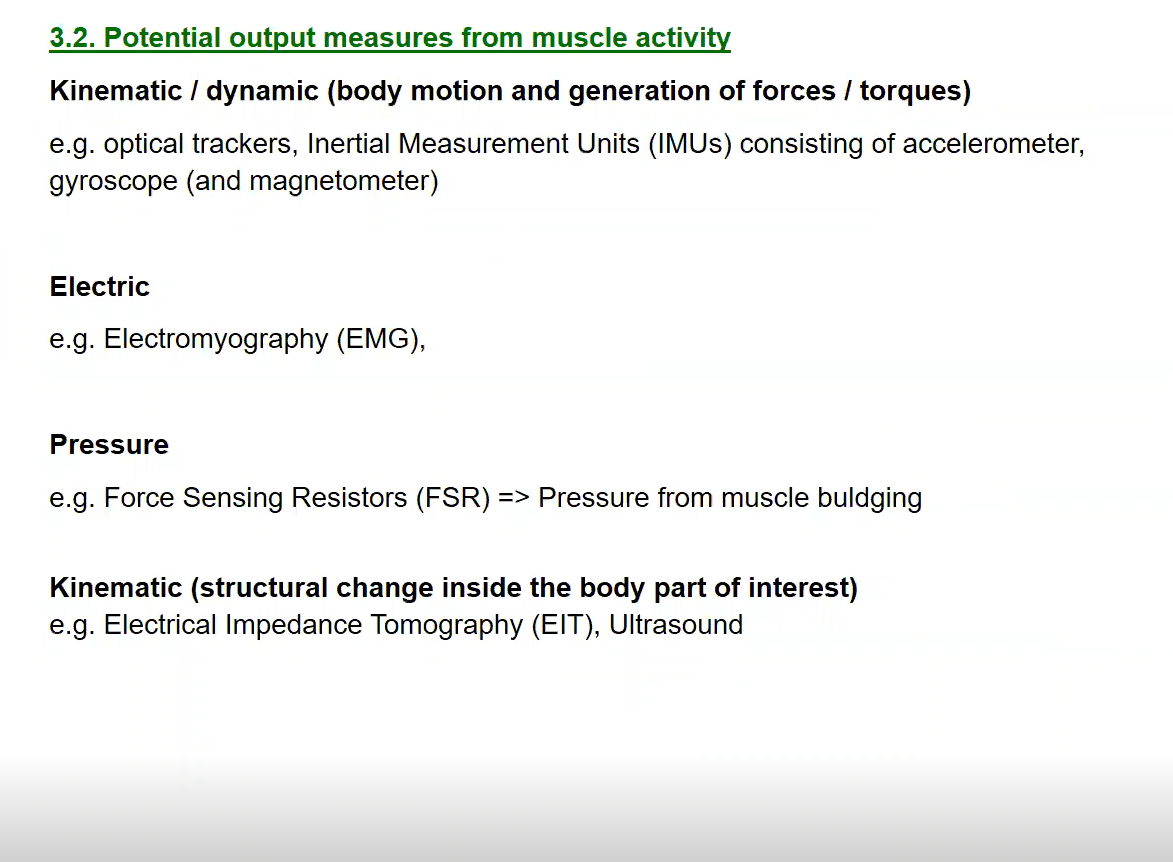 3.2. Potential output measures from muscle activity
Kinematic / dynamic (body motion and generation of forces / torques)
e.g. optical trackers, Inertial Measurement Units (IMUs) consisting of accelerometer,
gyroscope (and magnetometer)
Electric
e.g. Electromyography (EMG),
Pressure
e.g. Force Sensing Resistors (FSR) => Pressure from muscle buldging
Kinematic (structural change inside the body part of interest)
e.g. Electrical Impedance Tomography (EIT), Ultrasound